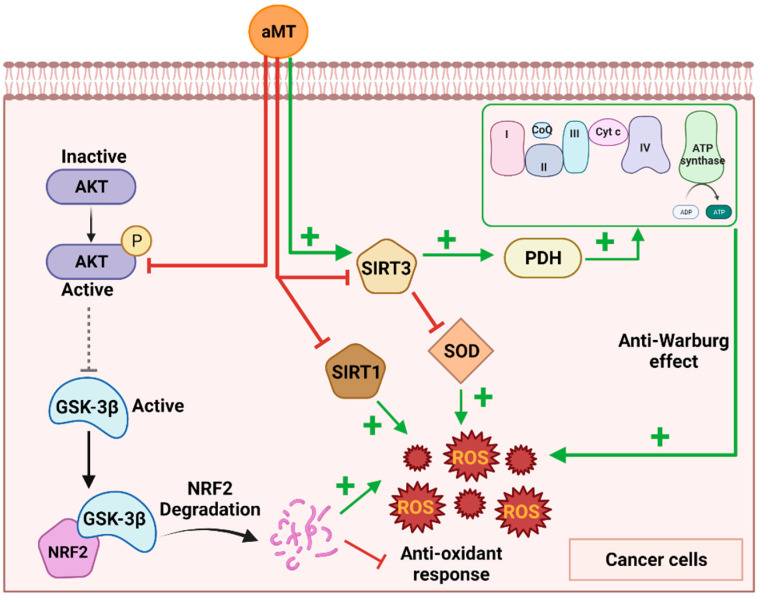 aMT
I
CoQ
II
III
Cyt c
IV
ATP
synthase
ADP
ATP
Inactive
AKT
P
AKT
Active
+
SIRT3
+
PDH
+
Anti-Warburg
effect
SOD
SIRT1
+
+
+
GSK-3β
Active
ROS
ROS
ROS
NRF2
Degradation
+
GSK-3β
NRF2
Anti-oxidant
response
Cancer cells